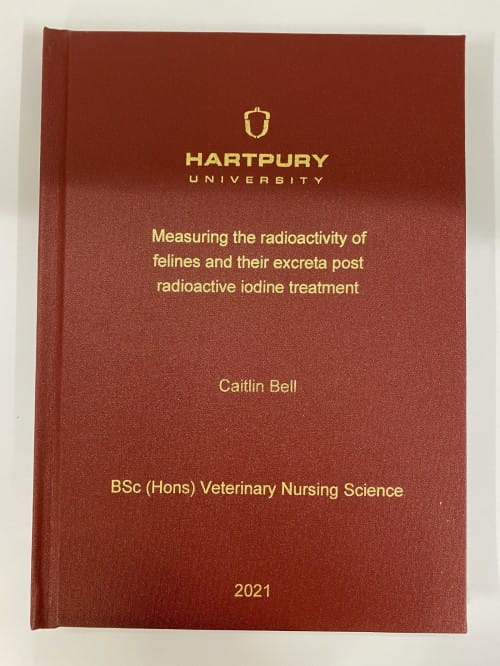 HARTPURY
UNIVERSITY
Measuring the radioactivity of
felines and their excreta post
radioactive iodine treatment
Caitlin Bell
BSc (Hons) Veterinary Nursing Science
2021